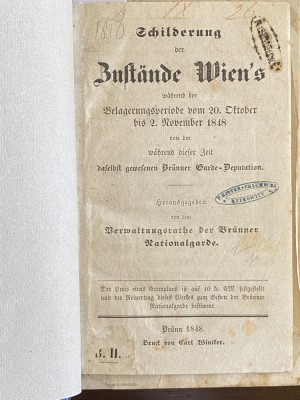 1848
Schilderung
der
Zustände Wien's
während der
Belagerungsperiode vom 20. Oktober
bis 2. November 1848
von der
während dieser Zeit
daselbst gewesenen Brünner Garde-Deputation.
Herausgegeben
von dem
Verwaltungsrathe der Brünner
Nationalgarde.
Der Preis eines Exemplars ist auf 10 kr. CM. festgesetzt
und der Reinertrag dieses Werkes zum Besten der Brünner
Nationalgarde bestimmt.
Brünn 1848.
Druck von Carl Winiker.
B. II.